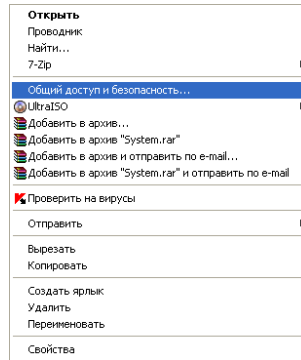 Открыть
Проводник
Найти...
7-Zip
Общий доступ и безопасность...
UltraISO
Добавить в архив...
Добавить в архив "System.rar"
Добавить в архив и отправить по e-mail...
Добавить в архив "System.rar" и отправить по e-mail
Проверить на вирусы
Отправить
Вырезать
Копировать
Создать ярлык
Удалить
Переименовать
Свойства